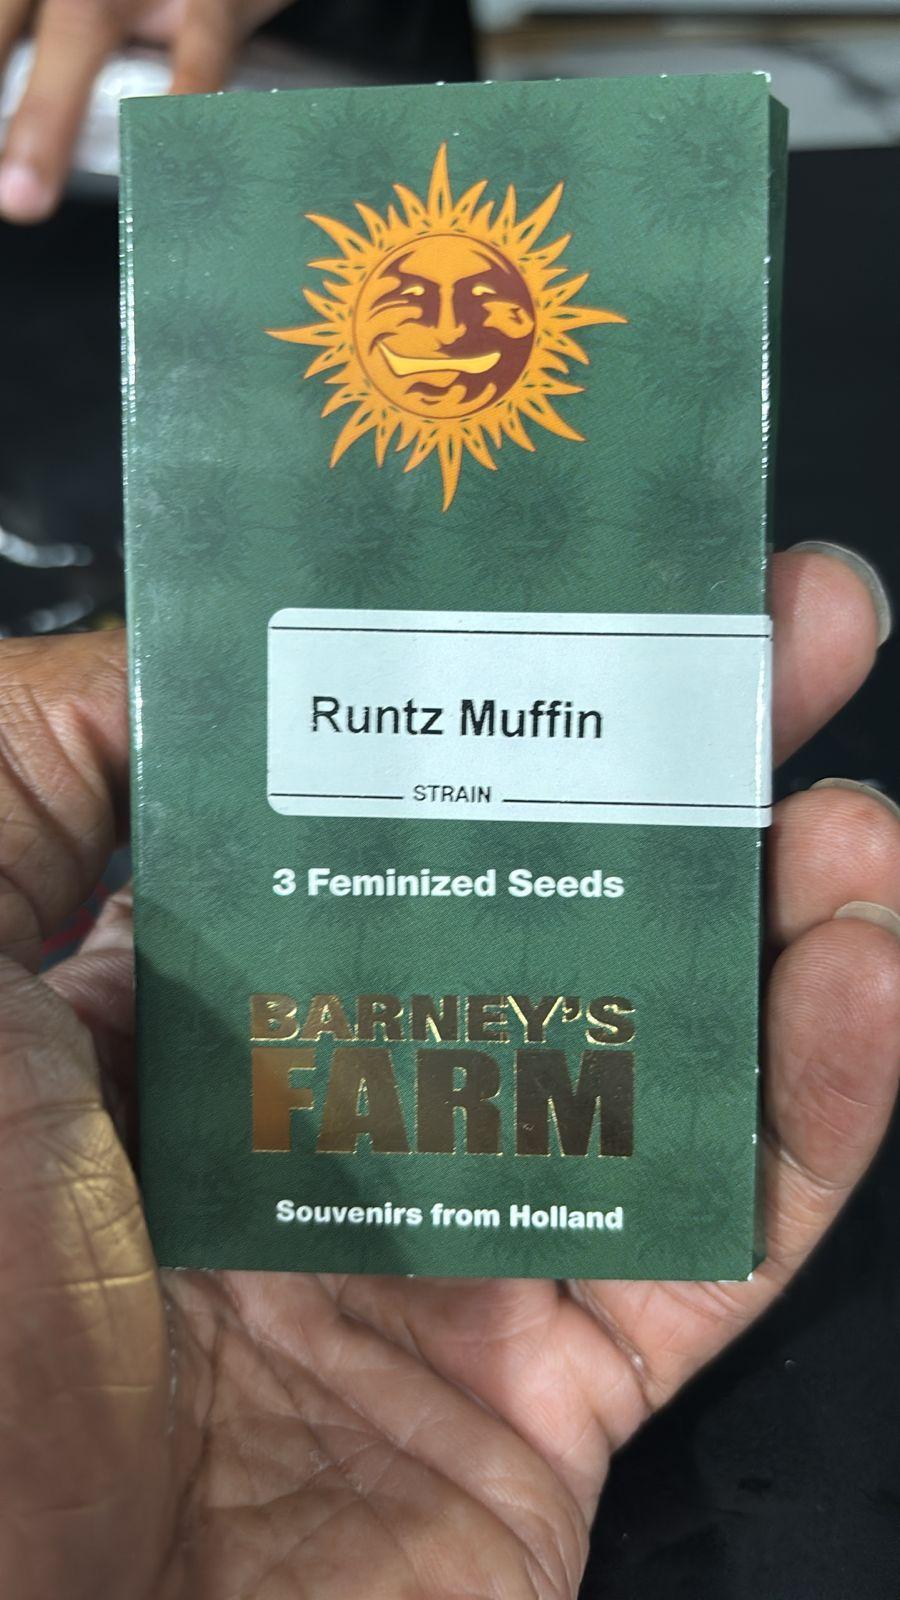 Runtz Muffin
STRAIN
3 Feminized Seeds
BARNEY'S
FARM
Souvenirs from Holland